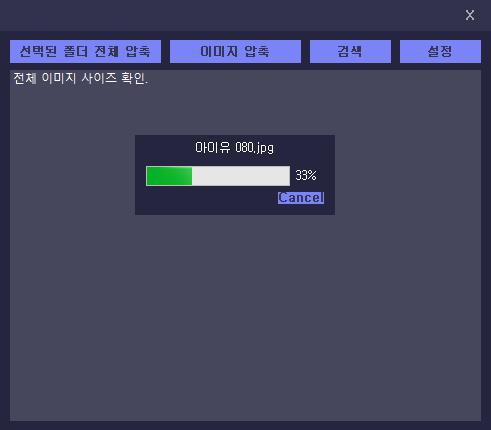 X
선택된 폴더 전체 압축 이미지 압축 검색 설정
전체 이미지 사이즈 확인.
아이유 080.jpg
33%
Cancel